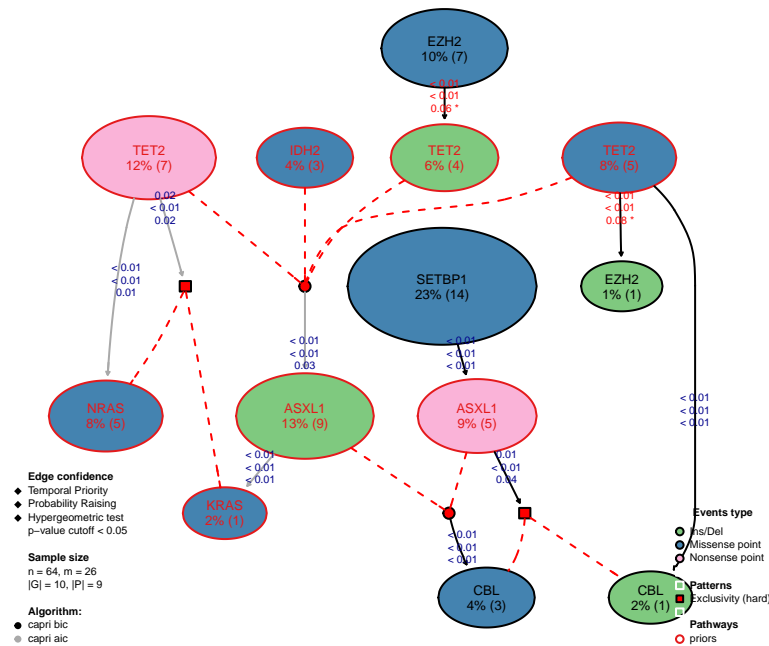 EZH2
10% (7)
< 0.01
< 0.01
0.06 *
TET2
12% (7)
IDH2
4% (3)
TET2
6% (4)
TET2
8% (5)
0.02
< 0.01
0.02
< 0.01
< 0.01
0.08 *
< 0.01
< 0.01
0.01
SETBP1
23% (14)
EZH2
1% (1)
< 0.01
< 0.01
0.03
< 0.01
< 0.01
< 0.01
NRAS
8% (5)
ASXL1
13% (9)
ASXL1
9% (5)
< 0.01
< 0.01
< 0.01
< 0.01
< 0.01
< 0.01
0.01
< 0.01
0.04
KRAS
2% (1)
< 0.01
< 0.01
< 0.01
CBL
4% (3)
CBL
2% (1)
Edge confidence
Temporal Priority
Probability Raising
Hypergeometric test
p−value cutoff < 0.05
Sample size
n = 64, m = 26
|G| = 10, |P| = 9
Algorithm:
capri bic
capri aic
Events type
Ins/Del
Missense point
Nonsense point
Patterns
Exclusivity (hard)
Pathways
priors